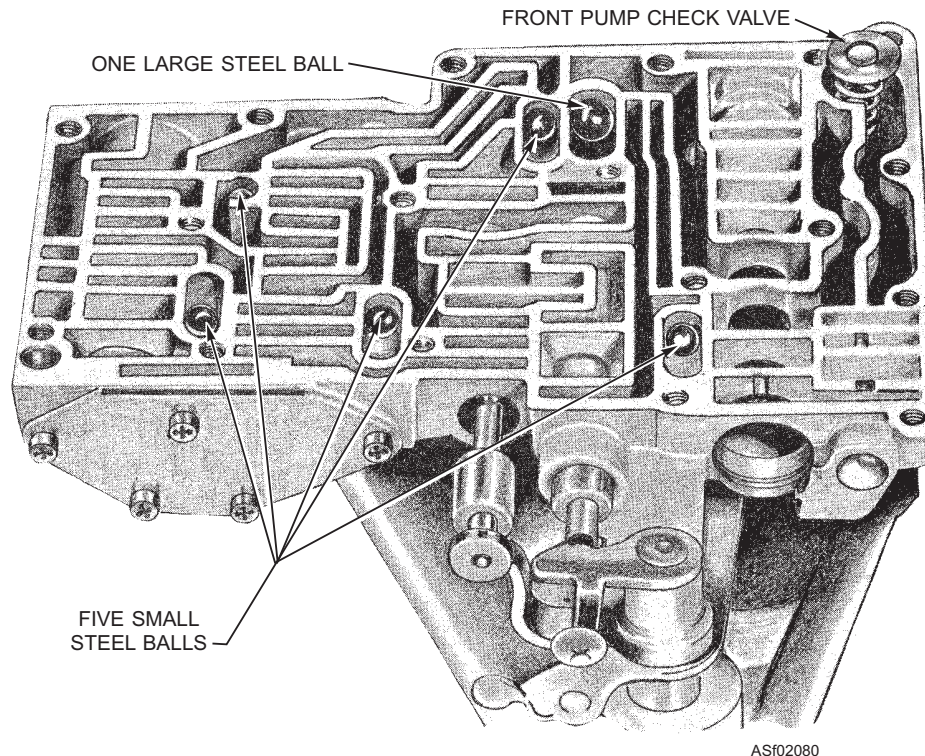 FRONT PUMP CHECK VALVE
ONE LARGE STEEL BALL
FIVE SMALL
STEEL BALLS
ASf02080